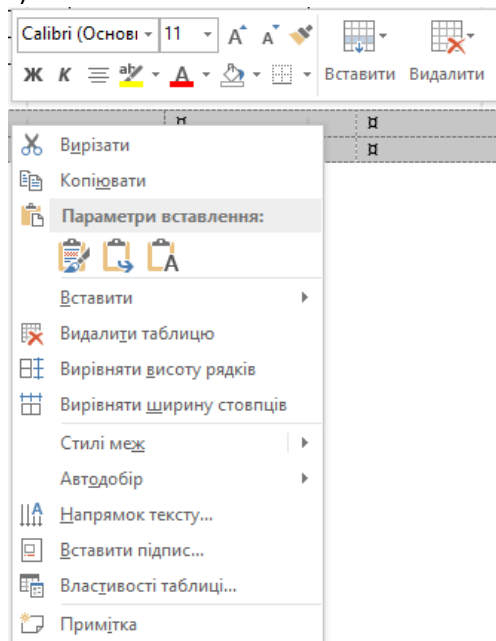 Calibri (Основі 11 A A
Ж К ab A Вставити Видалити
¤ ¤
¤
Вирізати
Копіювати
Параметри вставлення:
A
Вставити
Видалити таблицю
Вирівняти висоту рядків
Вирівняти ширину стовпців
Стилі меж
Автодобір
Напрямок тексту...
Вставити підпис...
Властивості таблиці...
Примітка